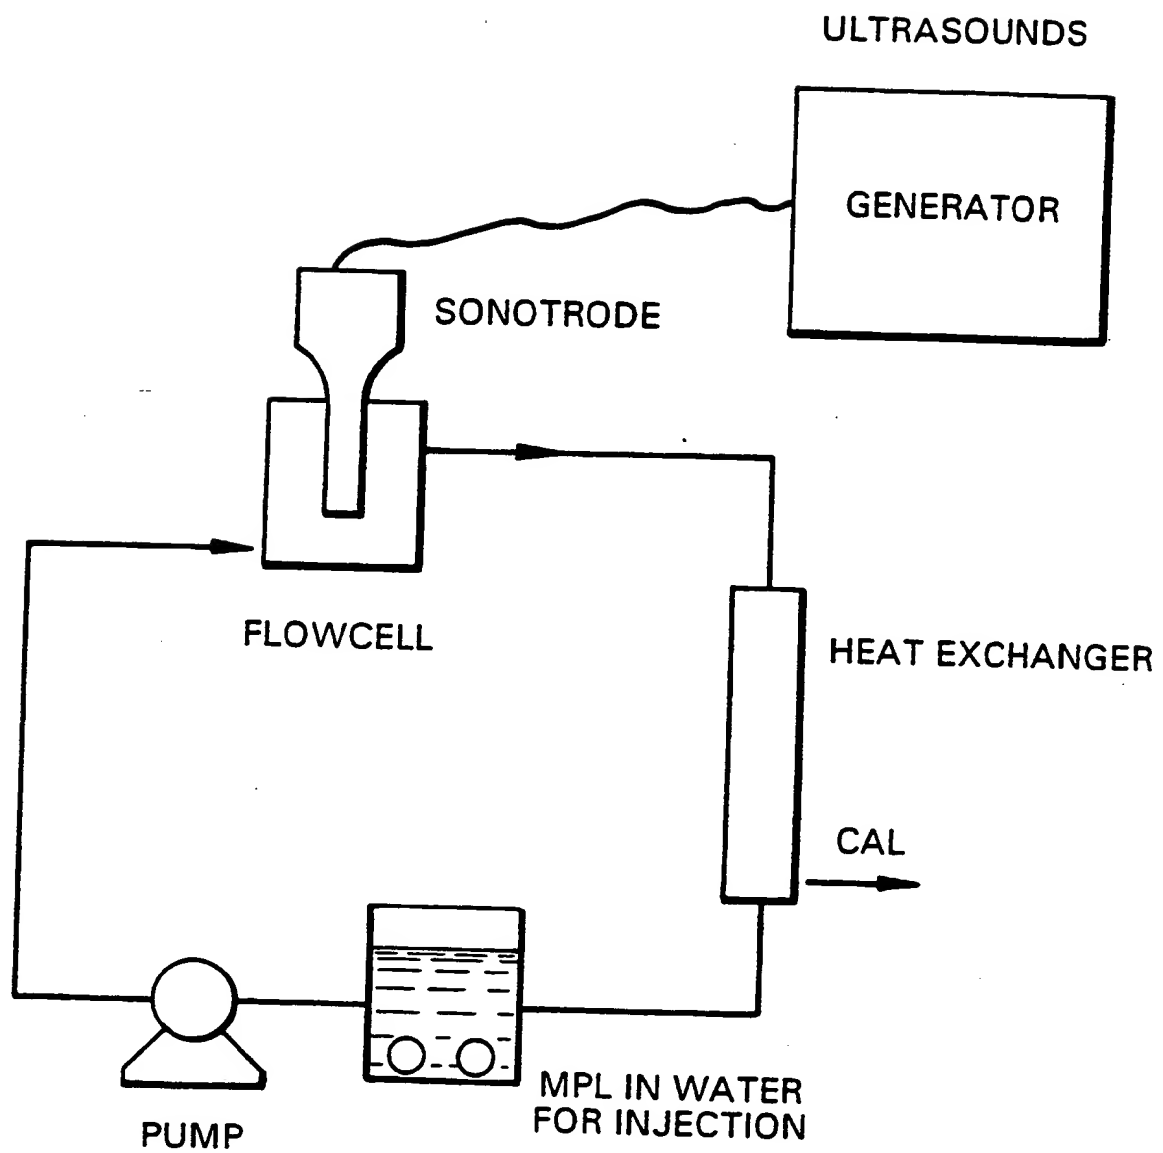 ULTRASOUNDS
GENERATOR
SONOTRODE
FLOWCELL
HEAT EXCHANGER
CAL
MPL IN WATER
FOR INJECTION
PUMP